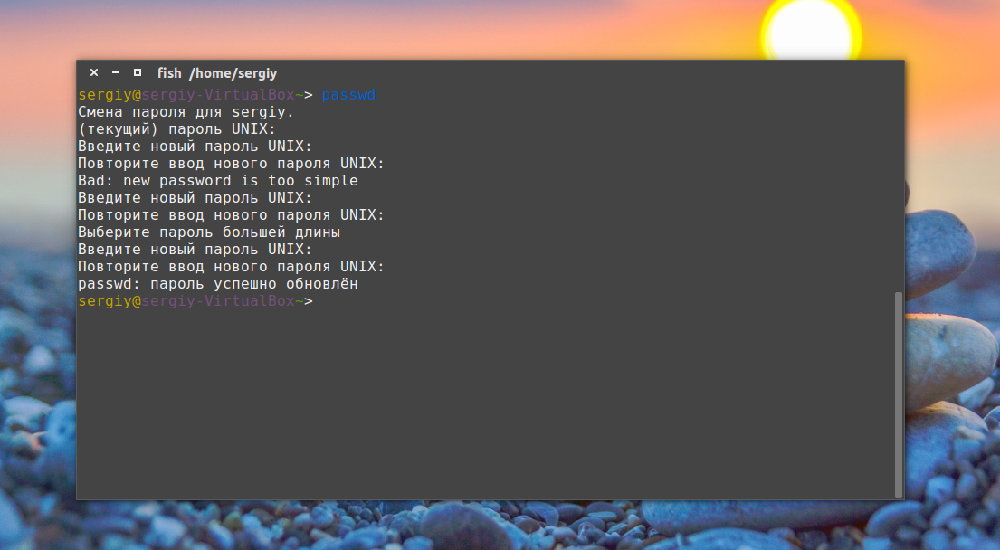 fish /home/sergiy
sergiy@sergiy-VirtualBox~> passwd
Смена пароля для sergiy.
(текущий) пароль UNIX:
Введите новый пароль UNIX:
Повторите ввод нового пароля UNIX:
Bad: new password is too simple
Введите новый пароль UNIX:
Повторите ввод нового пароля UNIX:
Выберите пароль большей длины
Введите новый пароль UNIX:
Повторите ввод нового пароля UNIX:
passwd: пароль успешно обновлён
sergiy@sergiy-VirtualBox~>